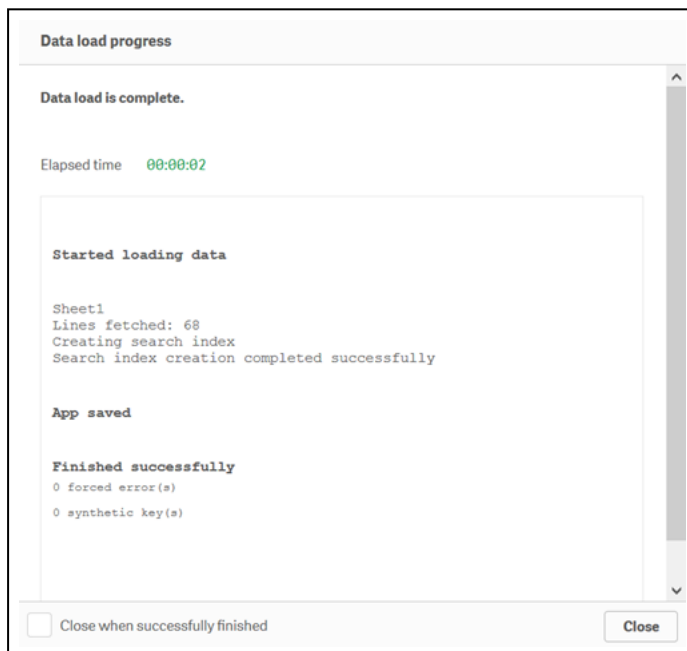 Data load progress
Data load is complete.
Elapsed time 00:00:02
Started loading data
Sheet1
Lines fetched: 68
Creating search index
Search index creation completed successfully
App saved
Finished successfully
0 forced error(s)
0 synthetic key(s)
Close when successfully finished
Close